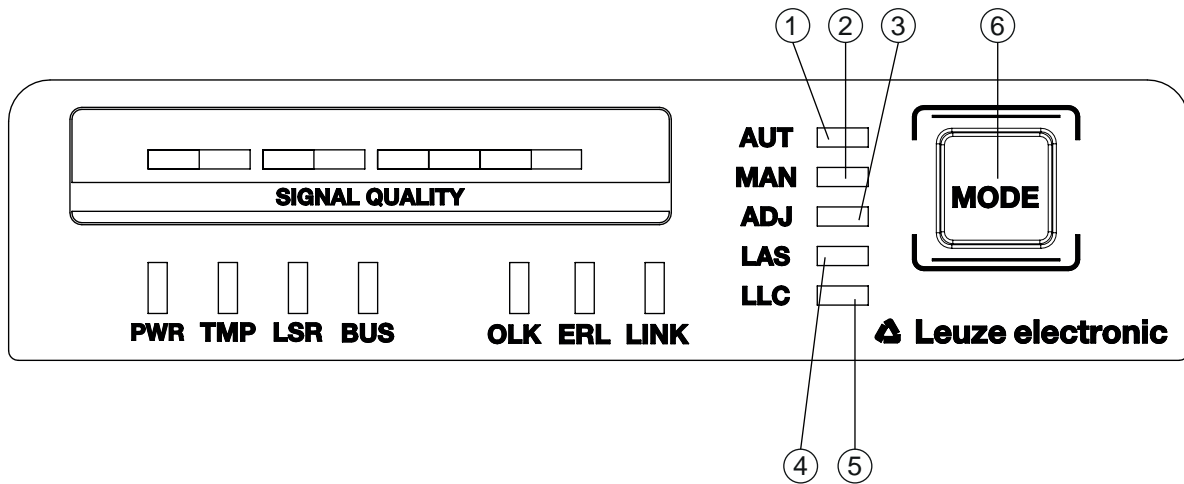 1 2 3 6
AUT
MAN
ADJ
LAS
LLC
MODE
SIGNAL QUALITY
PWR TMP LSR BUS OLK ERL LINK
Leuze electronic
4 5